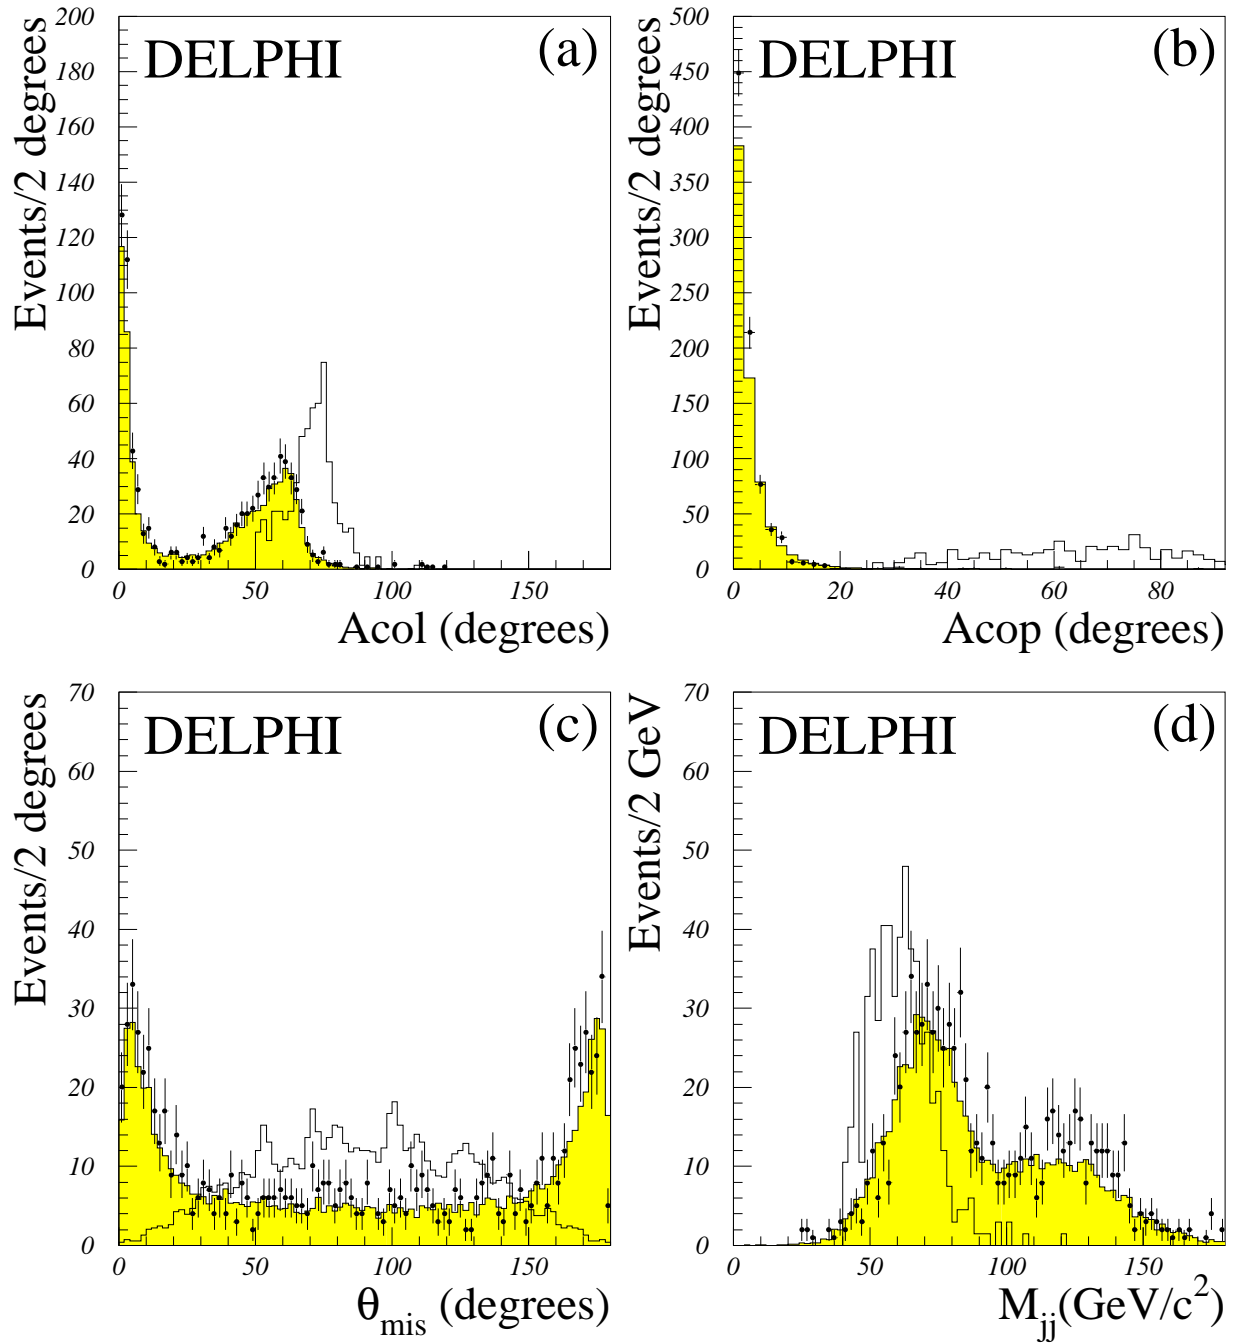 DELPHI (a)
Events/2 degrees
200
180
160
140
120
100
80
60
40
20
0
0 50 100 150
Acol (degrees)
DELPHI (b)
Events/2 degrees
500
450
400
350
300
250
200
150
100
50
0
0 20 40 60 80
Acop (degrees)
DELPHI (c)
Events/2 degrees
70
60
50
40
30
20
10
0
0 50 100 150
θmis (degrees)
DELPHI (d)
Events/2 GeV
70
60
50
40
30
20
10
0
0 50 100 150
Mjj(GeV/c²)